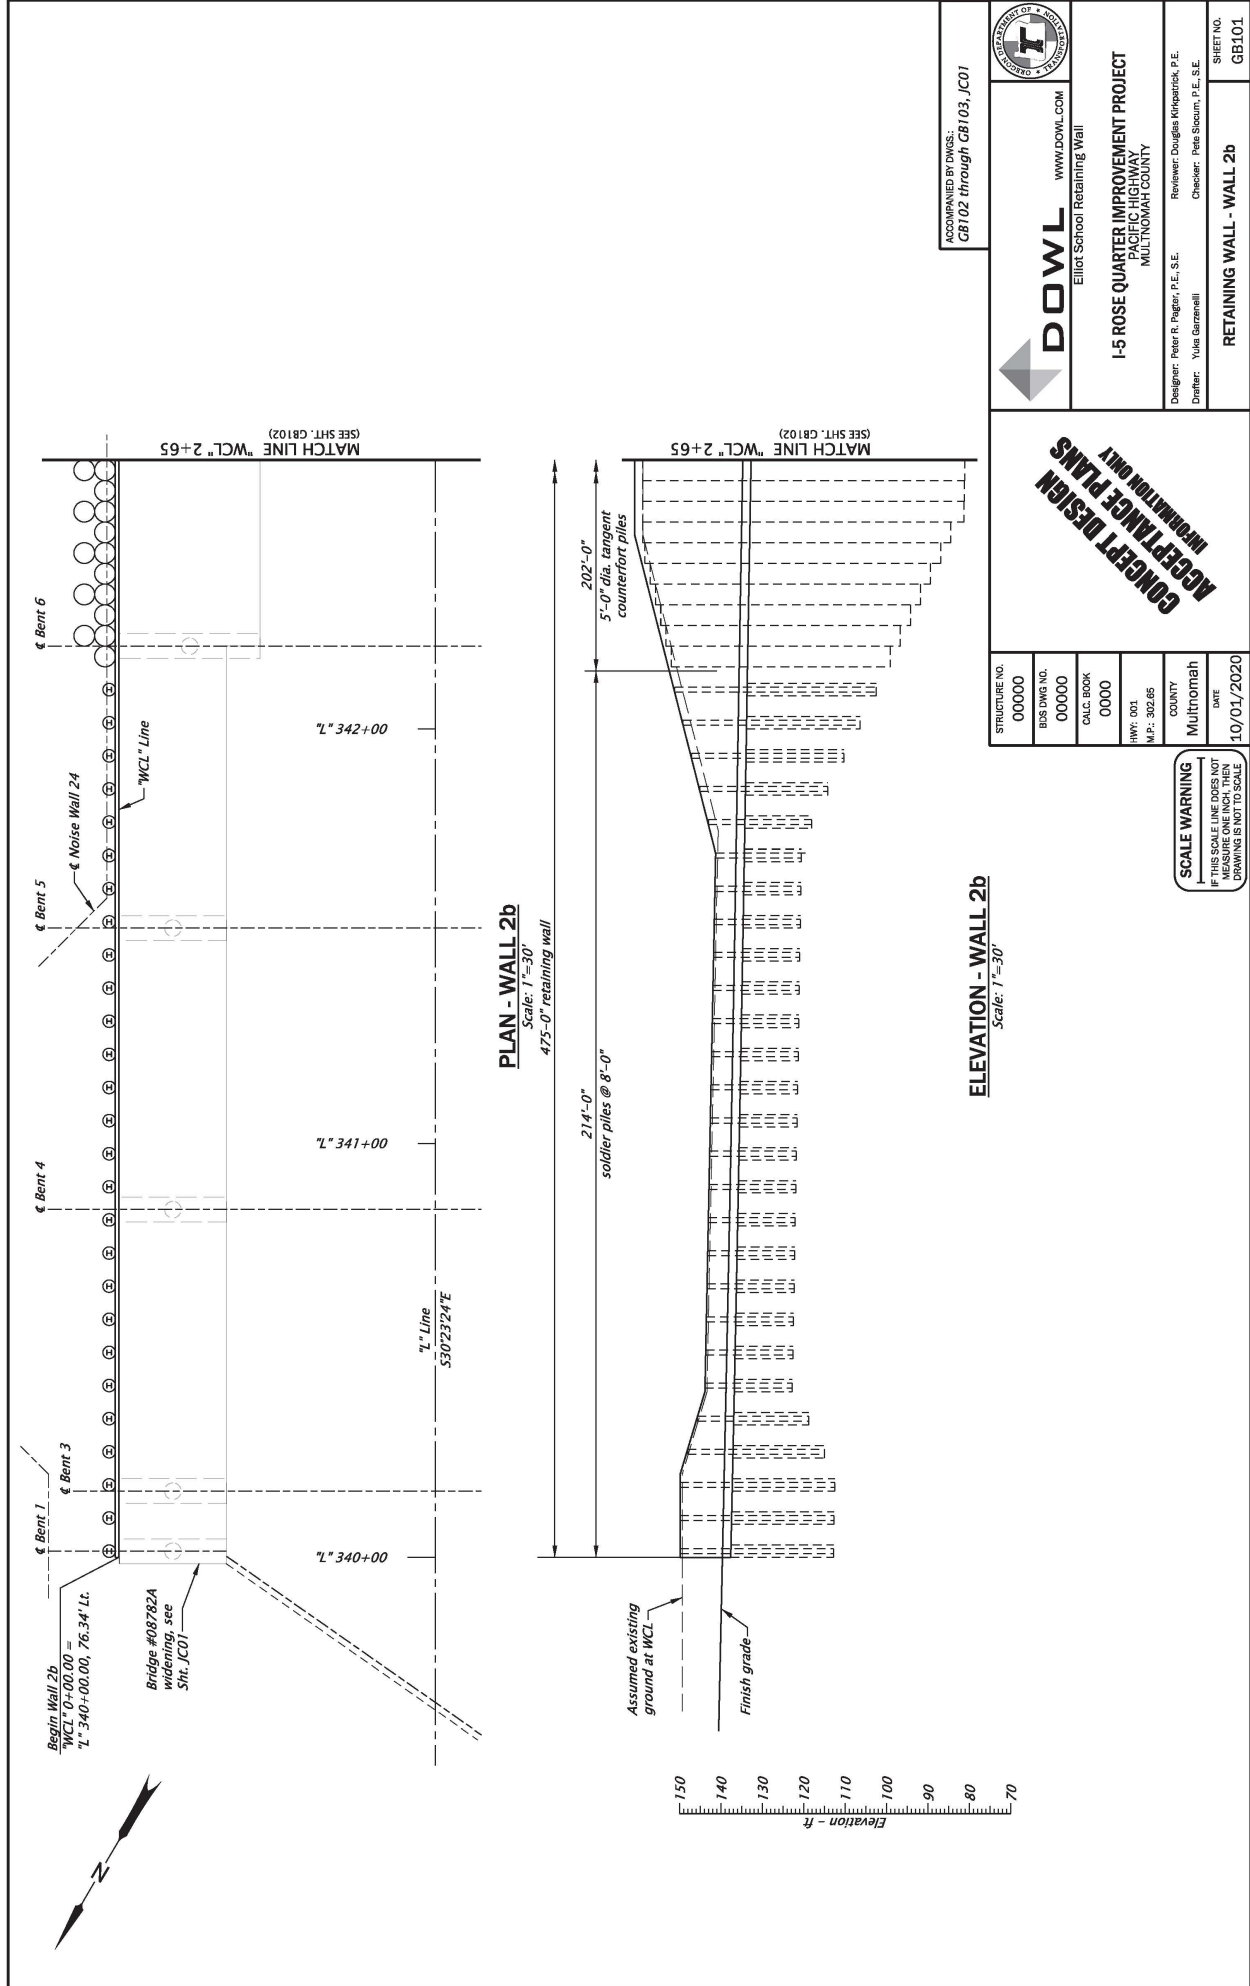 Begin Wall 2b
"WCL" 0+00.00 =
"L" 340+00.00, 76.34' Lt.
℄ Bent 1
℄ Bent 3
℄ Bent 4
℄ Bent 5
℄ Noise Wall 24
℄ Bent 6
Bridge #08782A
widening, see
Sht. JC01
"WCL" Line
"L" 340+00
"L" 341+00
"L" 342+00
"L" Line
S30°23'24"E
MATCH LINE "WCL" 2+65
(SEE SHT. GB102)
N
PLAN - WALL 2b
Scale: 1"=30'
475'-0" retaining wall
214'-0"
soldier piles @ 8'-0"
202'-0"
5'-0" dia. tangent
counterfort piles
Assumed existing
ground at WCL
Finish grade
MATCH LINE "WCL" 2+65
(SEE SHT. GB102)
Elevation - ft
150
140
130
120
110
100
90
80
70
ELEVATION - WALL 2b
Scale: 1"=30'
ACCOMPANIED BY DWGS.:
GB102 through GB103, JC01
SCALE WARNING
IF THIS SCALE LINE DOES NOT
MEASURE ONE INCH, THEN
DRAWING IS NOT TO SCALE
STRUCTURE NO.
00000
BDS DWG NO.
00000
CALC. BOOK
0000
HWY: 001
M.P.: 302.65
COUNTY
Multnomah
DATE
10/01/2020
CONCEPT DESIGN
ACCEPTANCE PLANS
INFORMATION ONLY
DOWL
WWW.DOWL.COM
OREGON DEPARTMENT OF TRANSPORTATION
Elliot School Retaining Wall
I-5 ROSE QUARTER IMPROVEMENT PROJECT
PACIFIC HIGHWAY
MULTNOMAH COUNTY
Designer: Peter R. Pagter, P.E., S.E.
Reviewer: Douglas Kirkpatrick, P.E.
Drafter: Yuka Garzenelli
Checker: Pete Slocum, P.E., S.E.
RETAINING WALL - WALL 2b
SHEET NO.
GB101